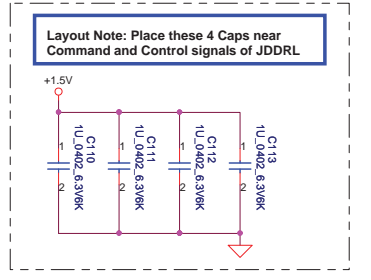 Layout Note: Place these 4 Caps near
Command and Control signals of JDDRL
+1.5V
1
2
C110
1U_0402_6.3V6K
1
2
C111
1U_0402_6.3V6K
1
2
C112
1U_0402_6.3V6K
1
2
C113
1U_0402_6.3V6K